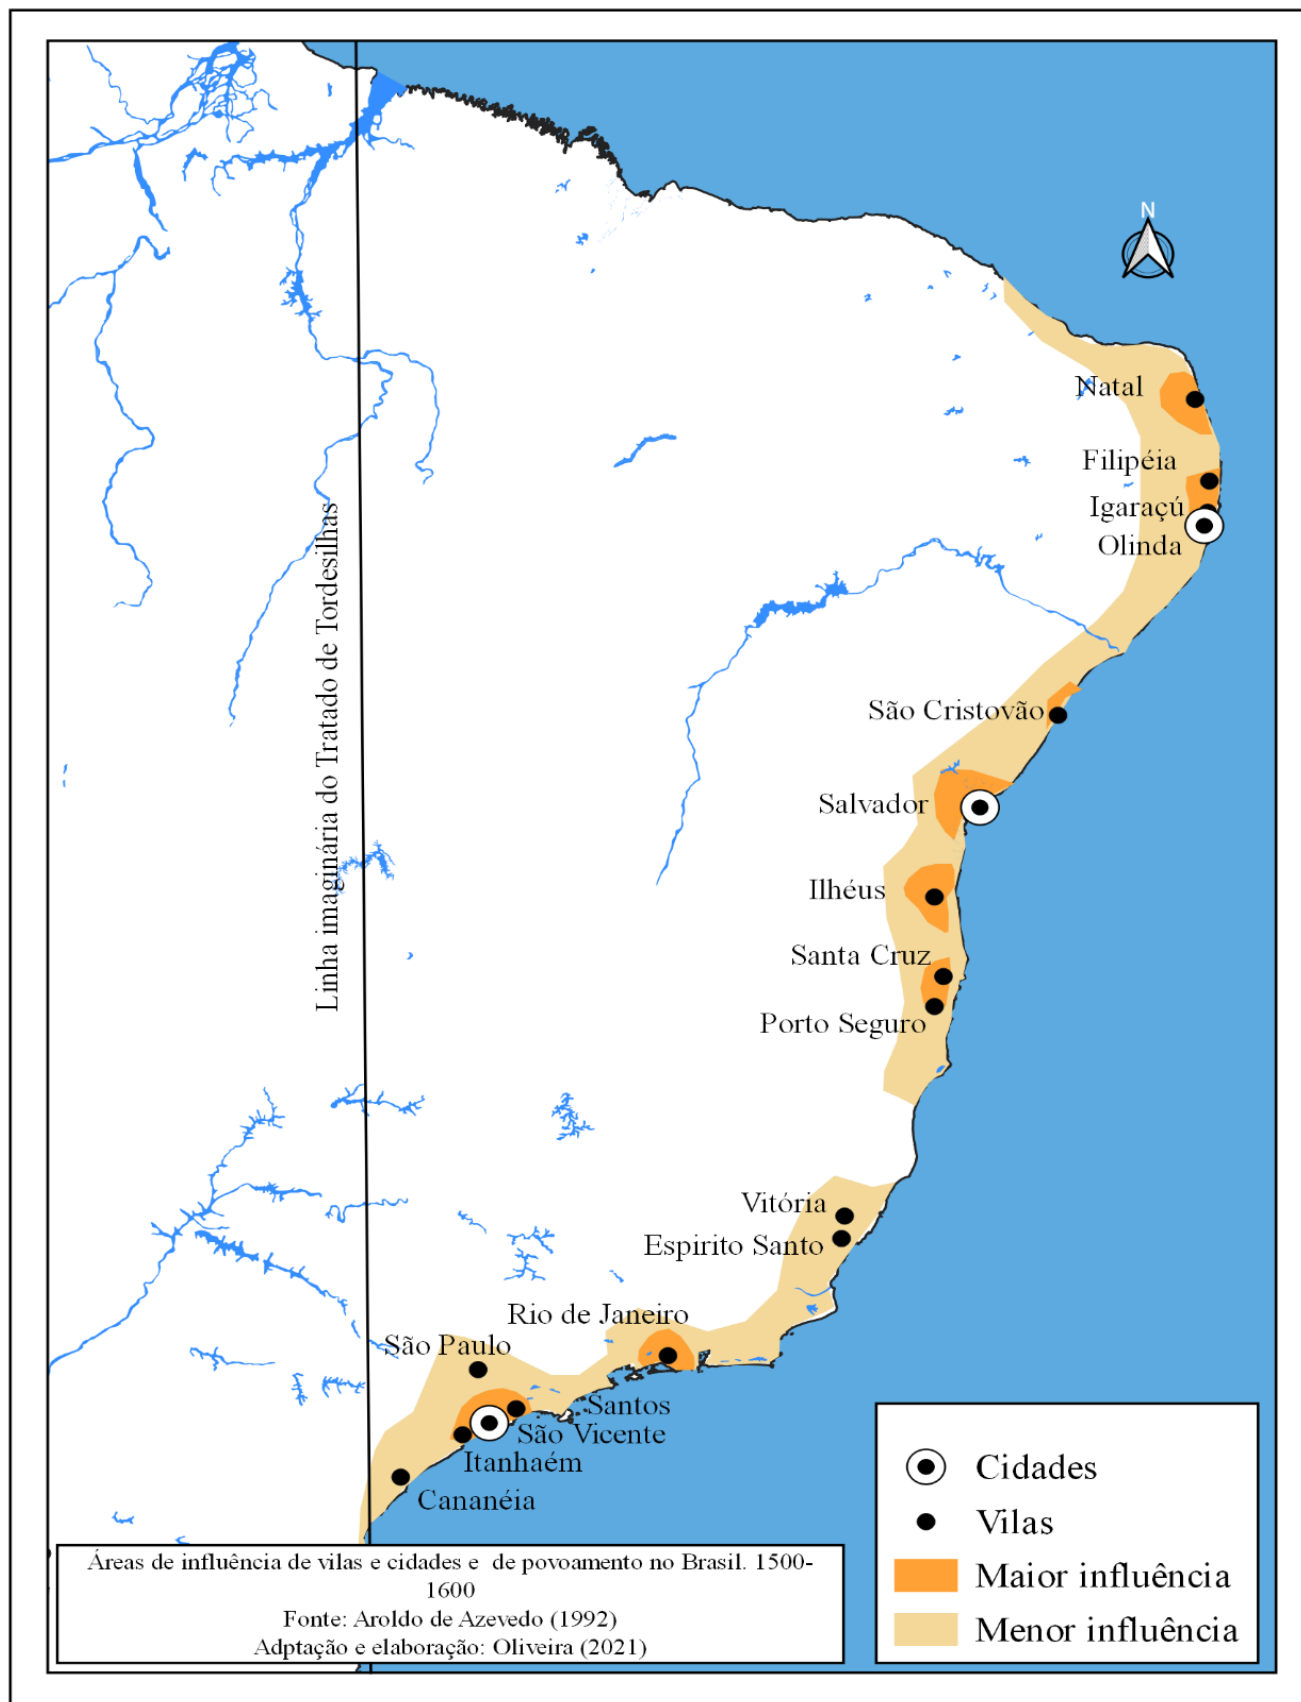 N
Natal
Filipéia
Igaraçú
Olinda
Linha imaginária do Tratado de Tordesilhas
São Cristovão
Salvador
Ilhéus
Santa Cruz
Porto Seguro
Vitória
Espirito Santo
Rio de Janeiro
São Paulo
Santos
São Vicente
Itanhaém
Cananéia
Cidades
Vilas
Maior influência
Menor influência
Áreas de influência de vilas e cidades e de povoamento no Brasil. 1500-
1600
Fonte: Aroldo de Azevedo (1992)
Adptação e elaboração: Oliveira (2021)